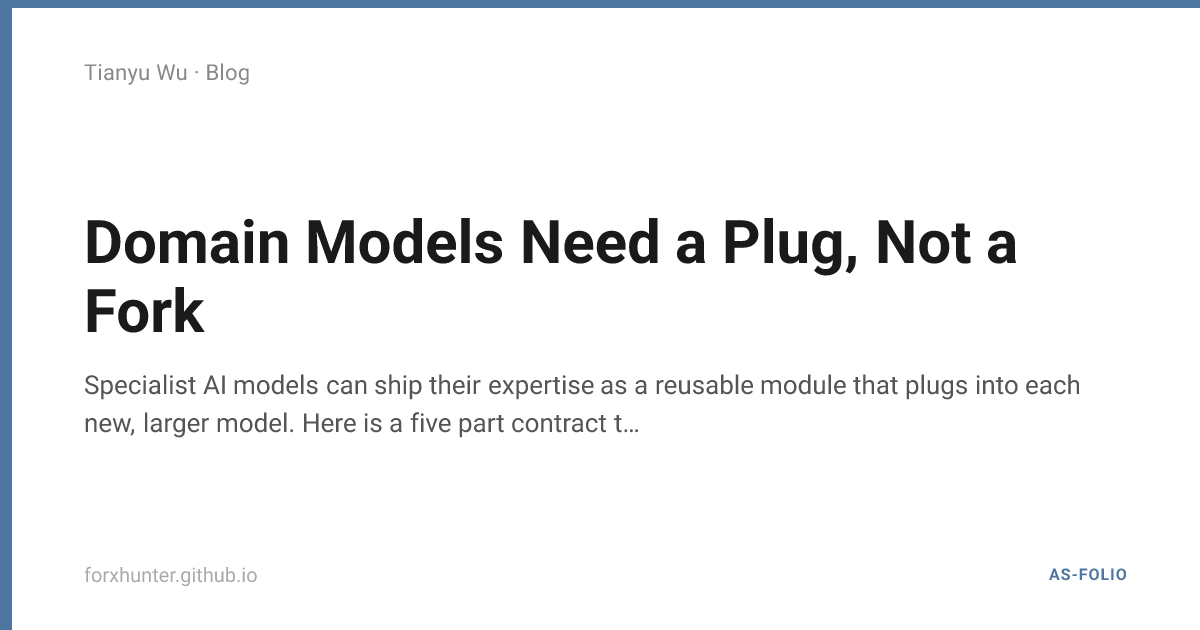 Tianyu Wu · Blog
Domain Models Need a Plug, Not a
Fork
Specialist AI models can ship their expertise as a reusable module that plugs into each
new, larger model. Here is a five part contract t…
forxhunter.github.io
AS-FOLIO